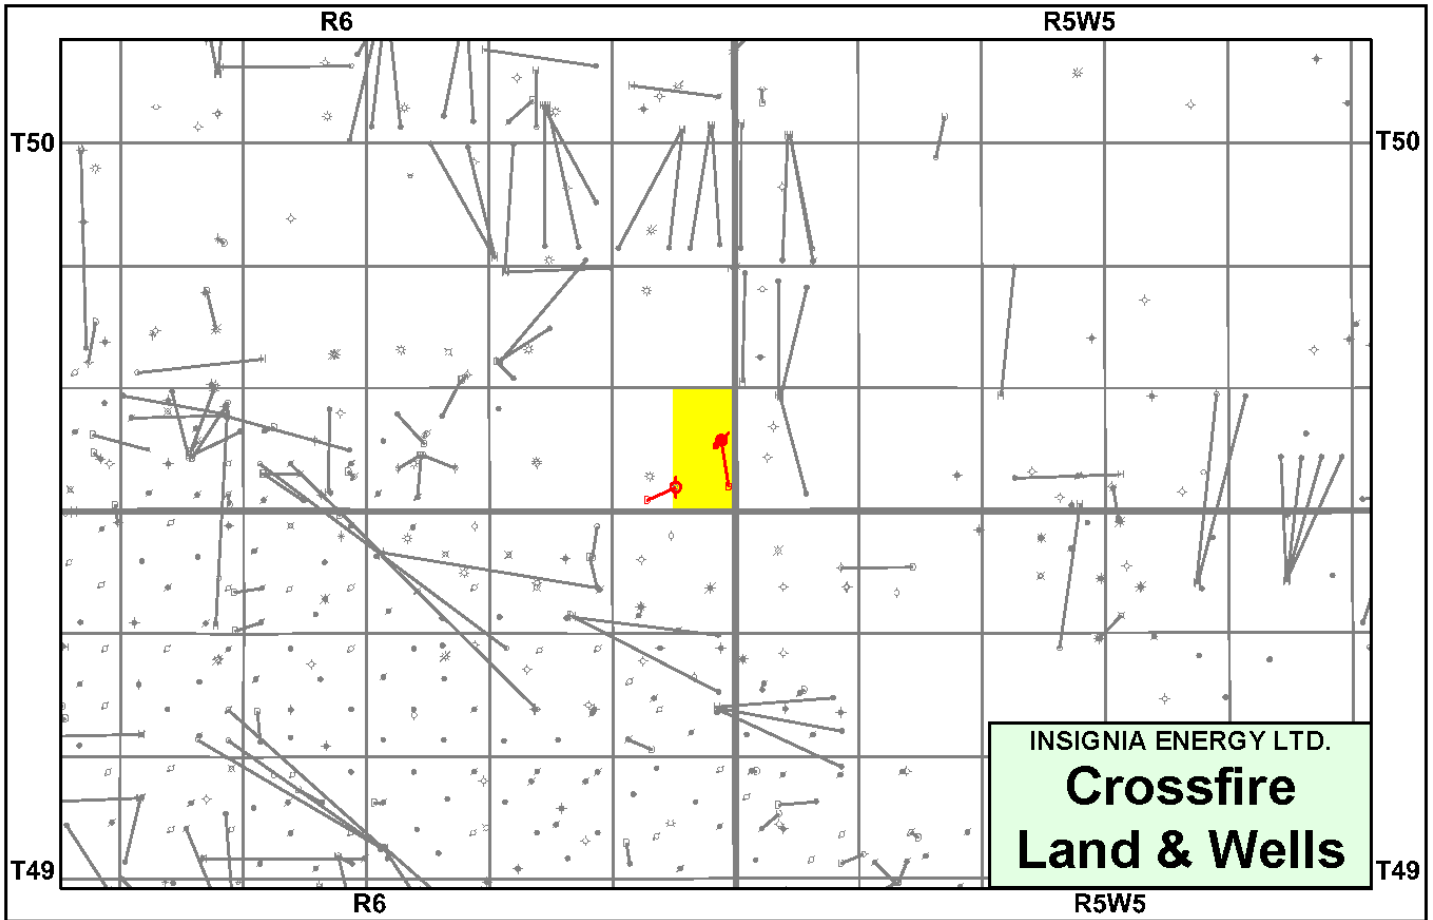 R6 R5W5
T50 T50
INSIGNIA ENERGY LTD.
Crossfire
Land & Wells
T49 T49
R6 R5W5